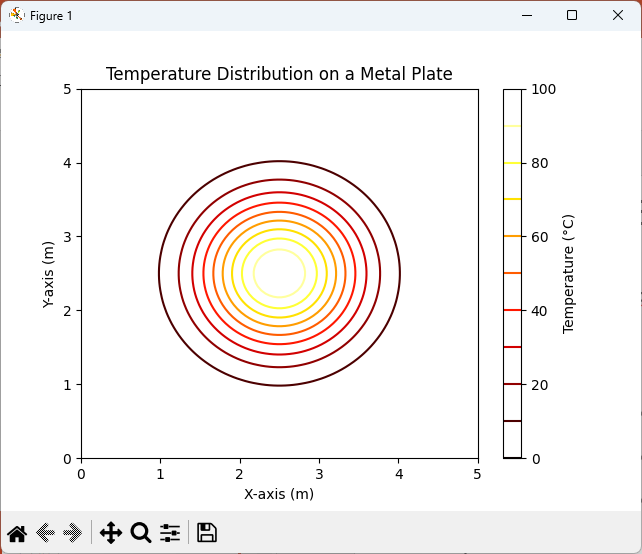 Figure 1
Temperature Distribution on a Metal Plate
5
4
3
2
1
0
Y-axis (m)
0 1 2 3 4 5
X-axis (m)
100
80
60
40
20
0
Temperature (°C)